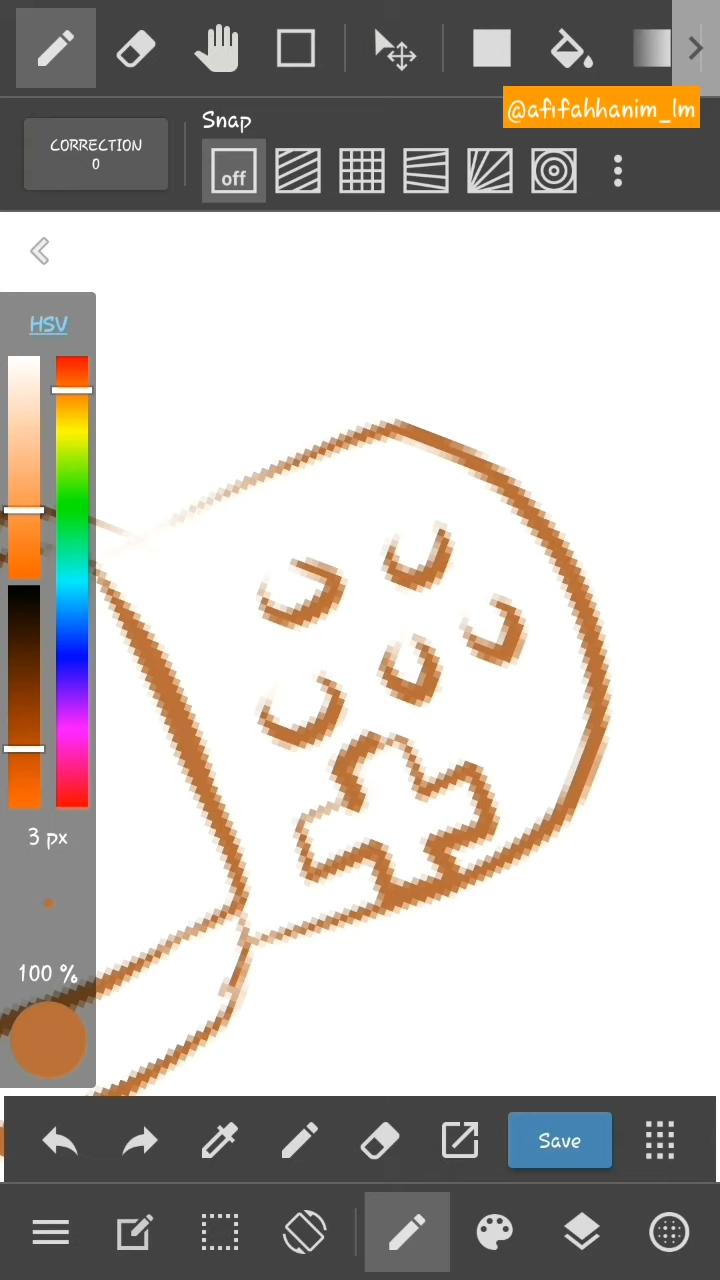 Snap
@afifahhanim_lm
CORRECTION
0
off
HSV
3 px
100 %
Save